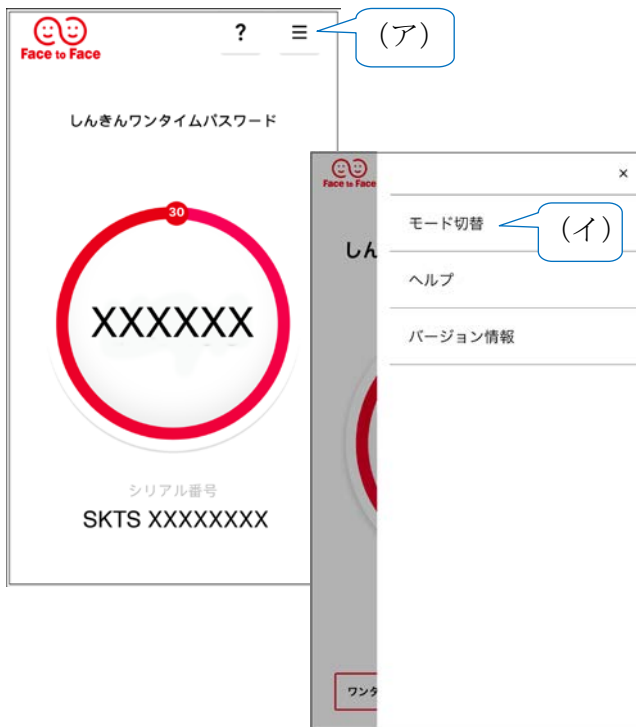 Face to Face
?
(ア)
しんきんワンタイムパスワード
30
XXXXXX
シリアル番号
SKTS XXXXXXXX
Face to Face
×
しん
モード切替
(イ)
ヘルプ
バージョン情報
ワンタ